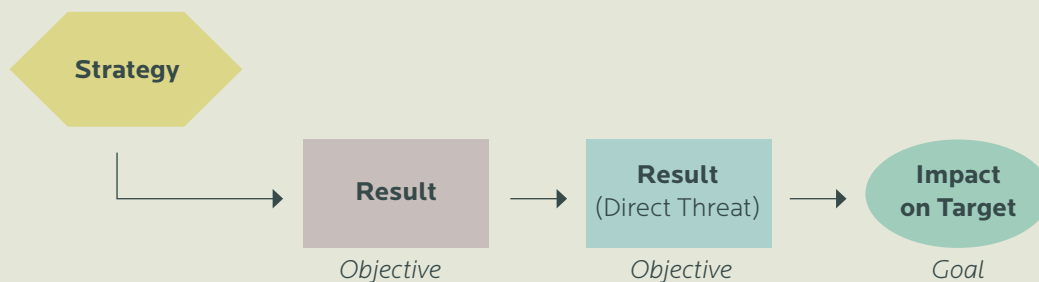 Strategy
Result
Objective
Result
(Direct Threat)
Objective
Impact
on Target
Goal